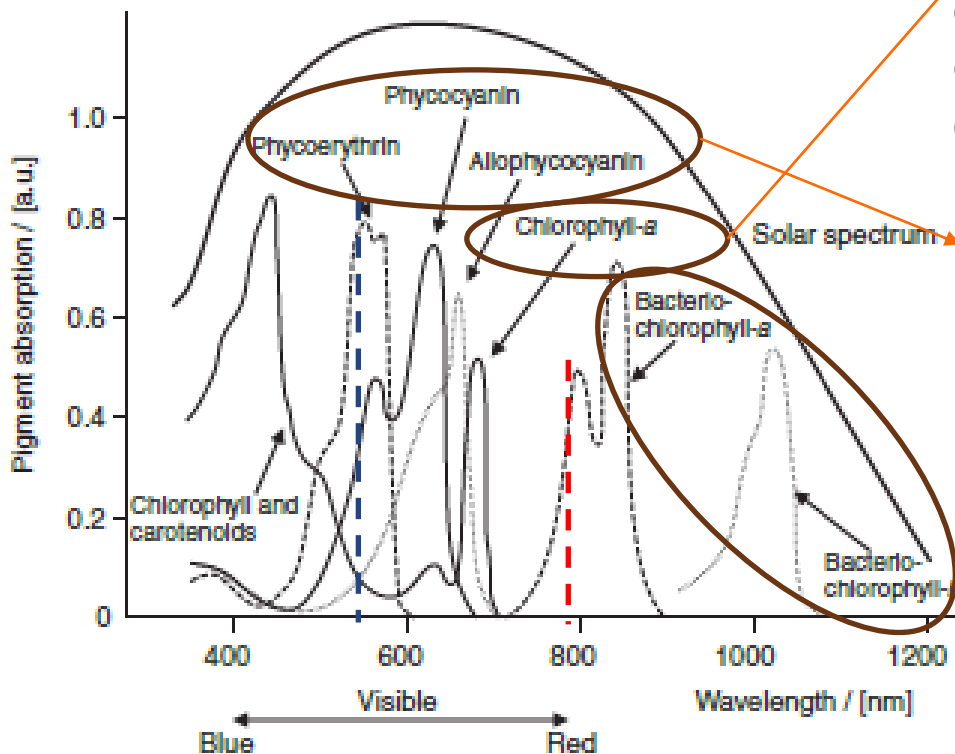 Phycocyanin
1.0
Phycoerythrin
Allophycocyanin
0.8
Chlorophyll-a
Solar spectrum
Pigment absorption / [a.u.]
0.6
Bacterio-
chlorophyll-a
0.4
Chlorophyll and
carotenoids
0.2
Bacterio-
chlorophyll-
0
400
600
800
1000
1200
Visible
Wavelength / [nm]
Blue
Red